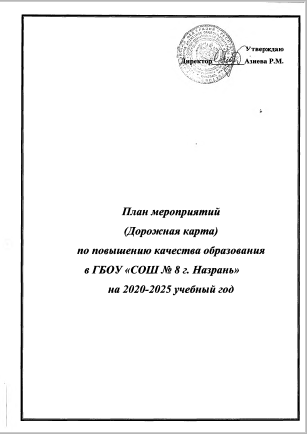 Утверждаю
Директор Азиева Р.М.
План мероприятий
(Дорожная карта)
по повышению качества образования
в ГБОУ «СОШ № 8 г. Назрань»
на 2020-2025 учебный год